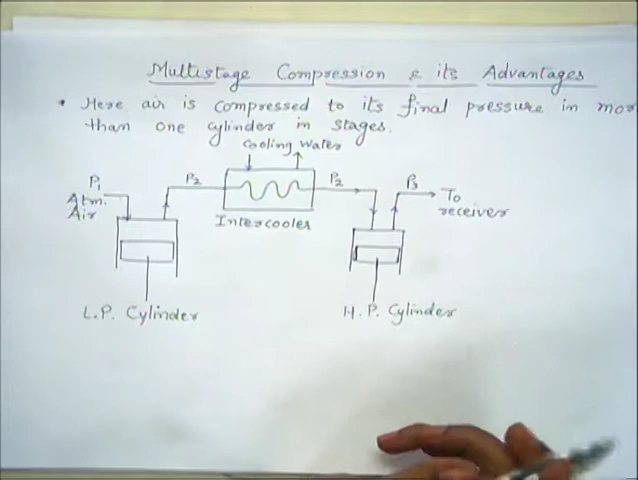 Multistage Compression & its Advantages
• Here air is compressed to its final pressure in mor
than one cylinder in stages.
Cooling Water
P1
P2
P2
P3
Atm.
Air
To
receiver
Intercooler
L.P. Cylinder
H.P. Cylinder